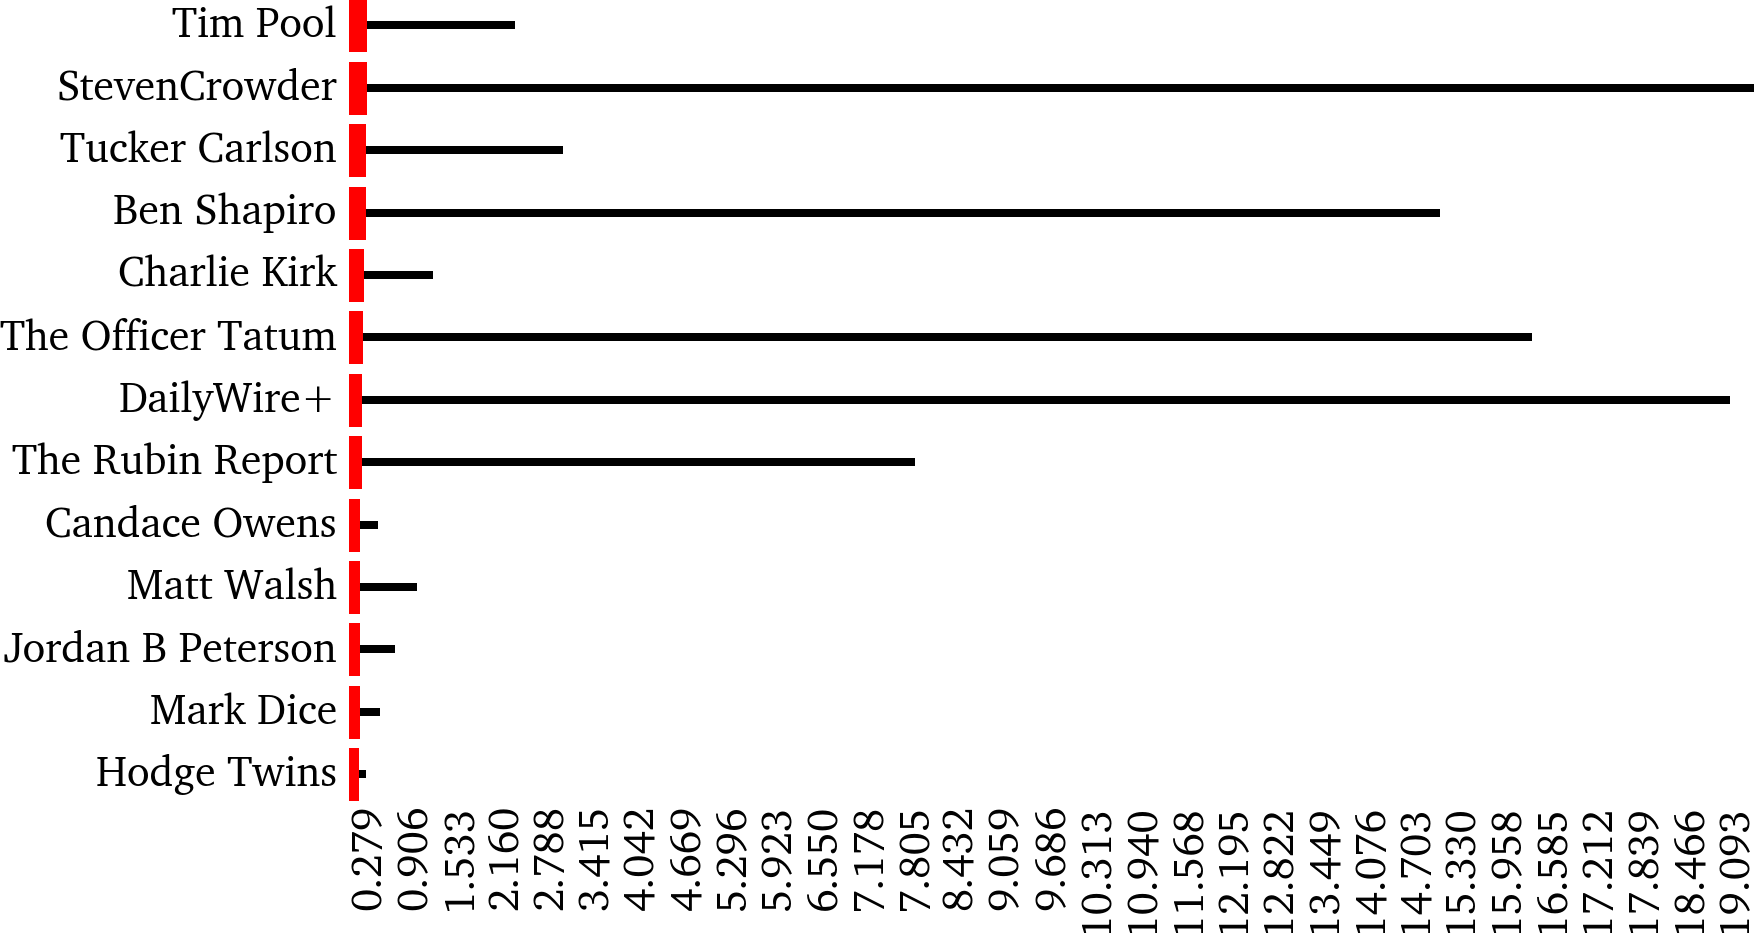 Tim Pool
StevenCrowder
Tucker Carlson
Ben Shapiro
Charlie Kirk
The Officer Tatum
DailyWire+
The Rubin Report
Candace Owens
Matt Walsh
Jordan B Peterson
Mark Dice
Hodge Twins
0.279
0.906
1.533
2.160
2.788
3.415
4.042
4.669
5.296
5.923
6.550
7.178
7.805
8.432
9.059
9.686
10.313
10.940
11.568
12.195
12.822
13.449
14.076
14.703
15.330
15.958
16.585
17.212
17.839
18.466
19.093